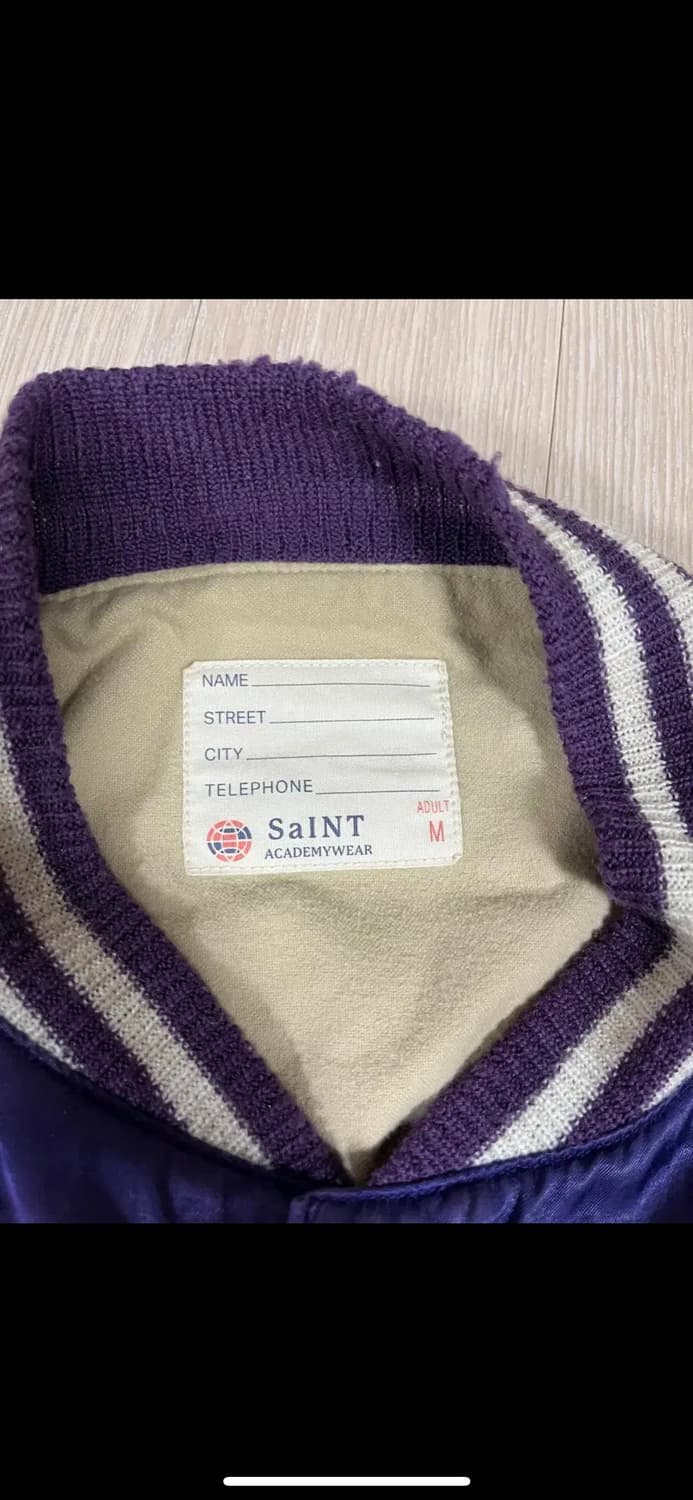 NAME
STREET
CITY
TELEPHONE
ADULT
M
SaINT
ACADEMYWEAR